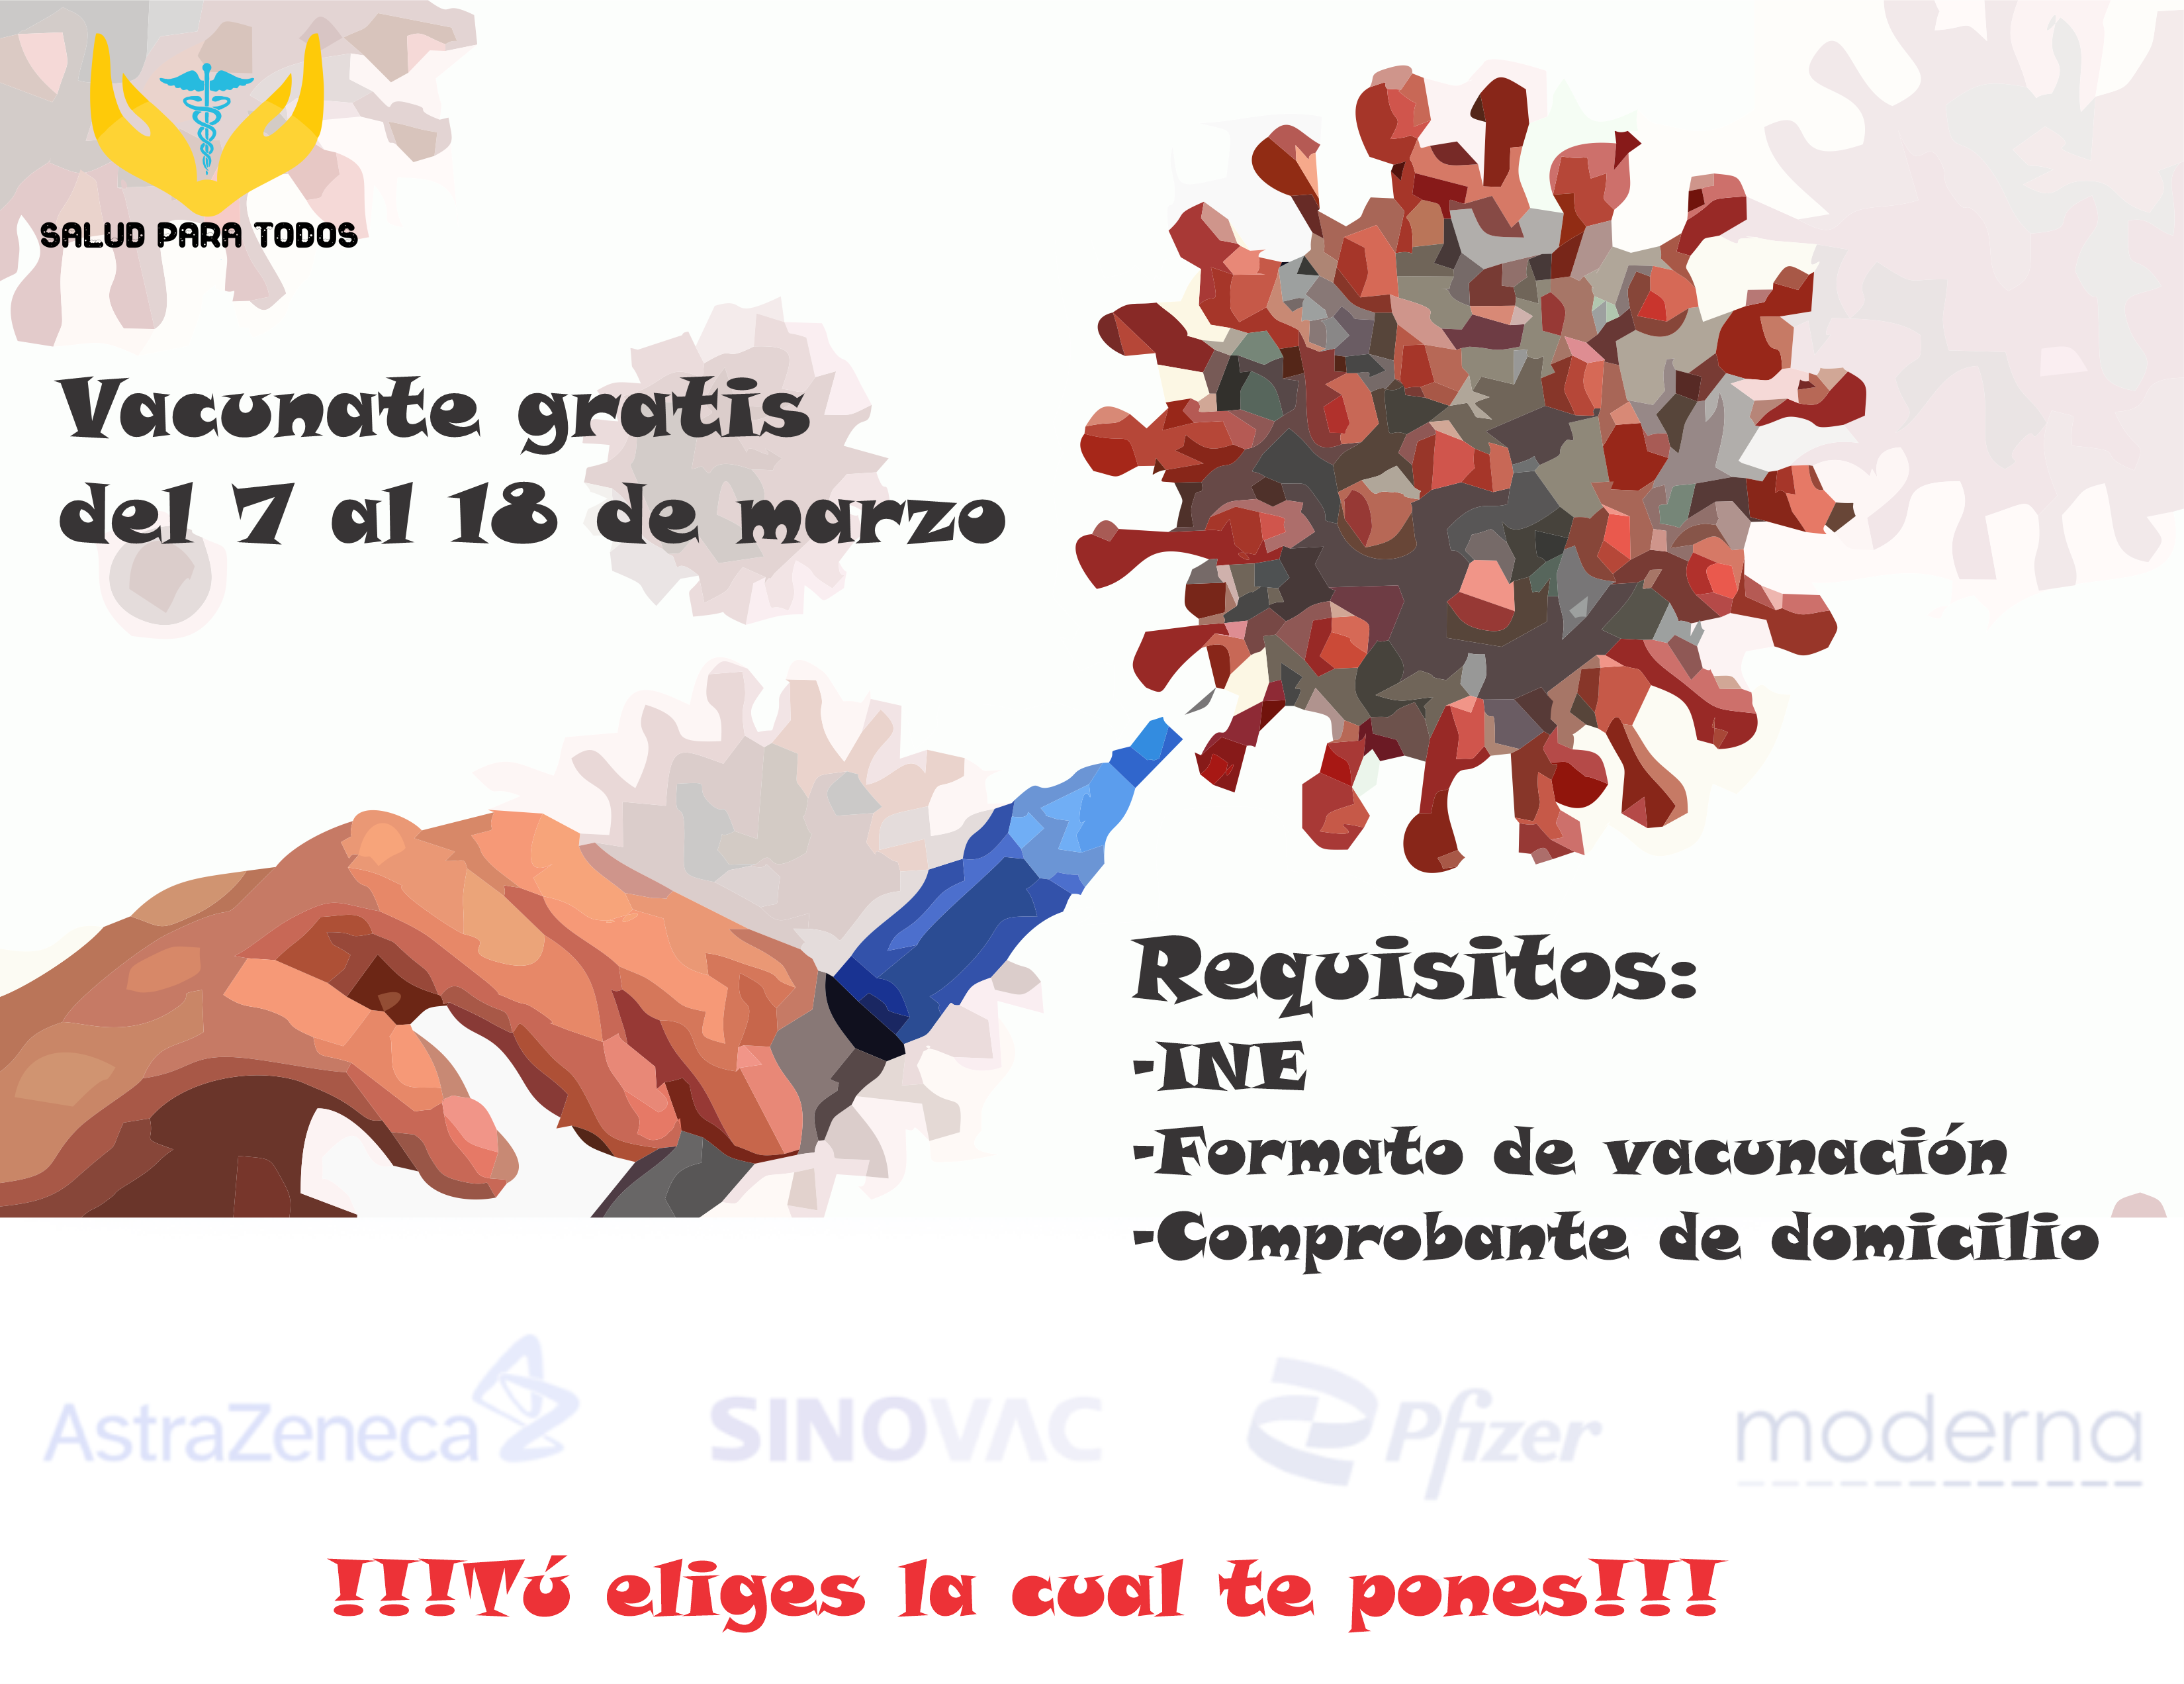 SALUD PARA TODOS
Vacunate gratis
del 7 al 18 de marzo
Requisitos:
-INE
-Formato de vacunación
-Comprobante de domicilio
AstraZeneca
SINOVAC
Pfizer
moderna
!!!Tú eliges la cual te pones!!!